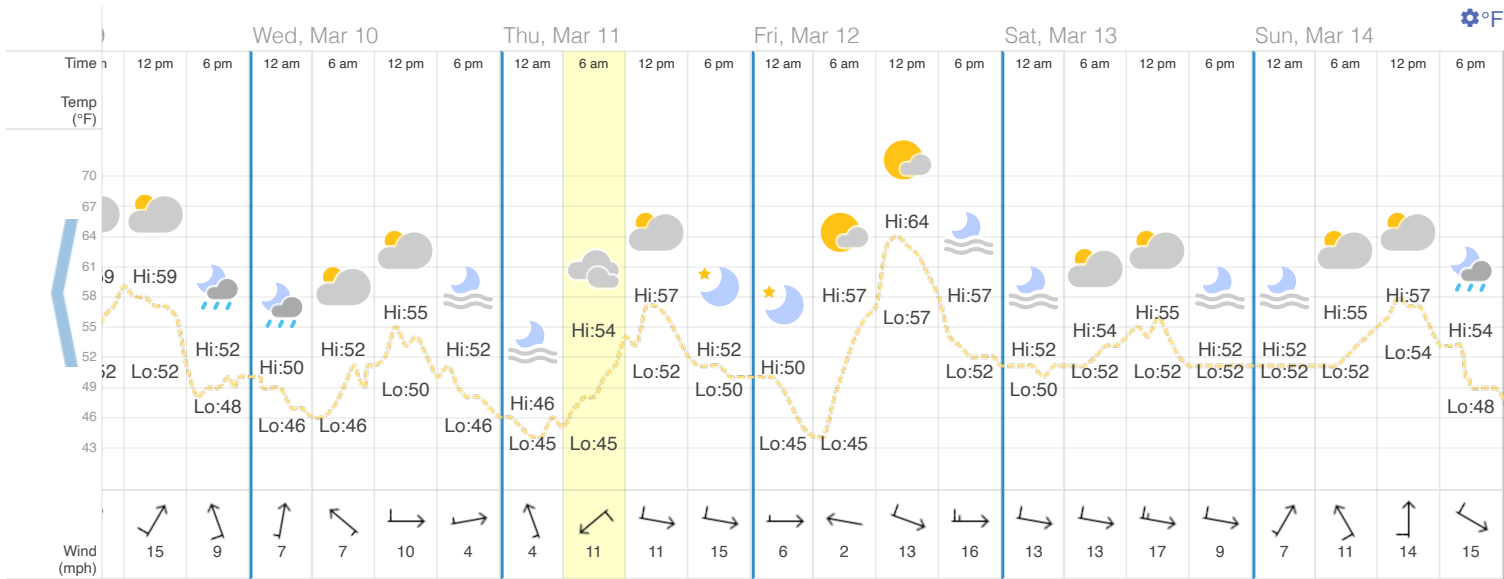 °F
9 Wed, Mar 10 Thu, Mar 11 Fri, Mar 12 Sat, Mar 13 Sun, Mar 14
Time 12 pm 6 pm 12 am 6 am 12 pm 6 pm 12 am 6 am 12 pm 6 pm 12 am 6 am 12 pm 6 pm 12 am 6 am 12 pm 6 pm 12 am 6 am 12 pm 6 pm
Temp
(°F)
70
67
64
61
58
55
52
49
46
43
59 Hi:59 Hi:52 Hi:50 Hi:52 Hi:55 Hi:52 Hi:46 Hi:54 Hi:57 Hi:52 Hi:50 Hi:57 Hi:64 Hi:57 Hi:52 Hi:54 Hi:55 Hi:52 Hi:52 Hi:55 Hi:57 Hi:54
52 Lo:52 Lo:48 Lo:46 Lo:46 Lo:50 Lo:46 Lo:45 Lo:45 Lo:52 Lo:50 Lo:45 Lo:45 Lo:57 Lo:52 Lo:50 Lo:52 Lo:52 Lo:52 Lo:52 Lo:52 Lo:54 Lo:48
Wind 15 9 7 7 10 4 4 11 11 15 6 2 13 16 13 13 17 9 7 11 14 15
(mph)